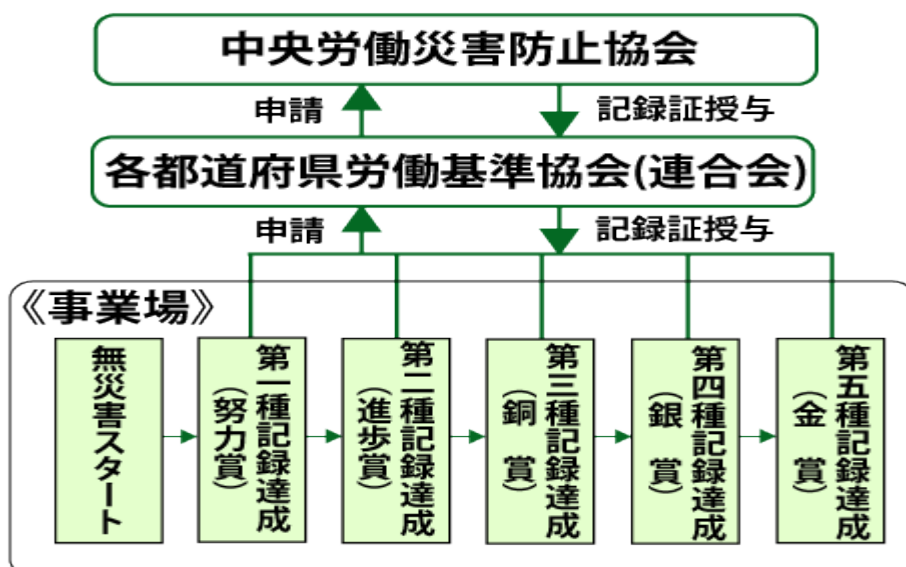 中央労働災害防止協会
申請
記録証授与
各都道府県労働基準協会(連合会)
申請
記録証授与
《事業場》
無災害スタート
第一種記録達成
（努力賞）
第二種記録達成
（進歩賞）
第三種記録達成
（銅　賞）
第四種記録達成
（銀　賞）
第五種記録達成
（金　賞）